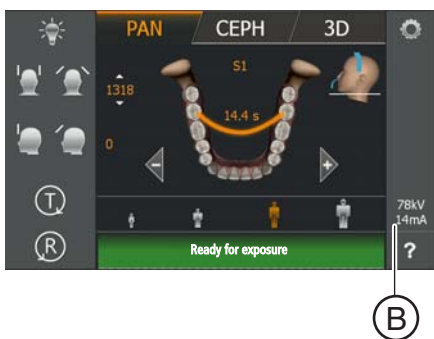 PAN CEPH 3D
S1
1318
14.4 s
0
- +
T
R
78kV
14mA
Ready for exposure
?
B